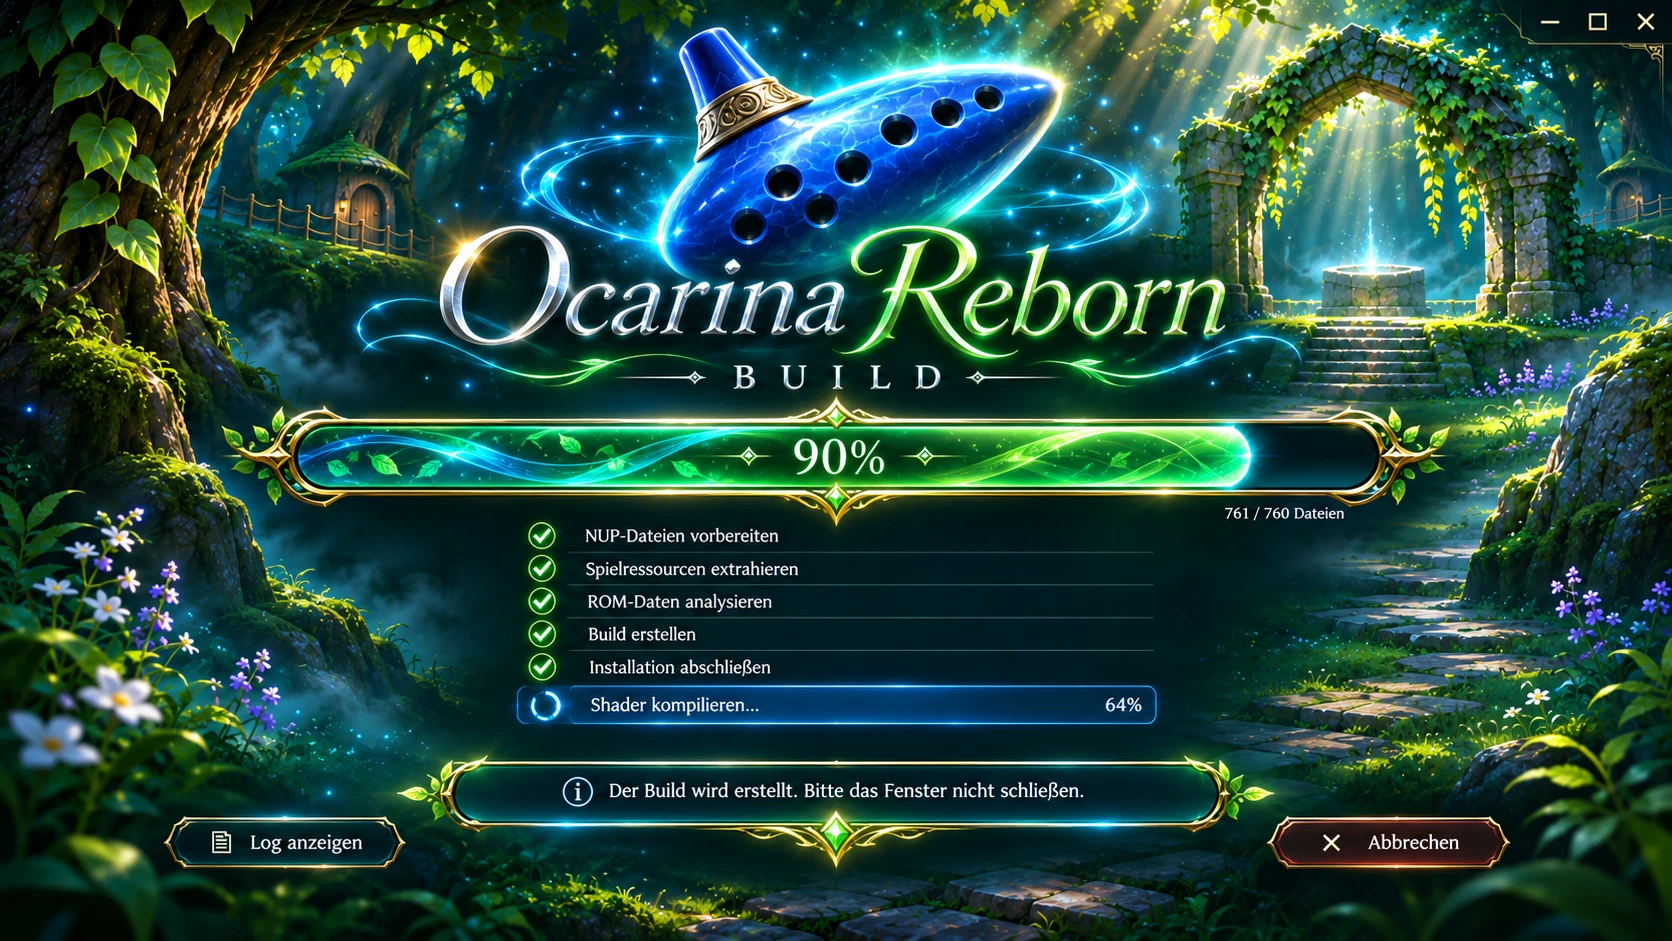 Ocarina Reborn
BUILD
90%
761 / 760 Dateien
NUP-Dateien vorbereiten
Spielressourcen extrahieren
ROM-Daten analysieren
Build erstellen
Installation abschließen
Shader kompilieren... 64%
Der Build wird erstellt. Bitte das Fenster nicht schließen.
Log anzeigen
Abbrechen